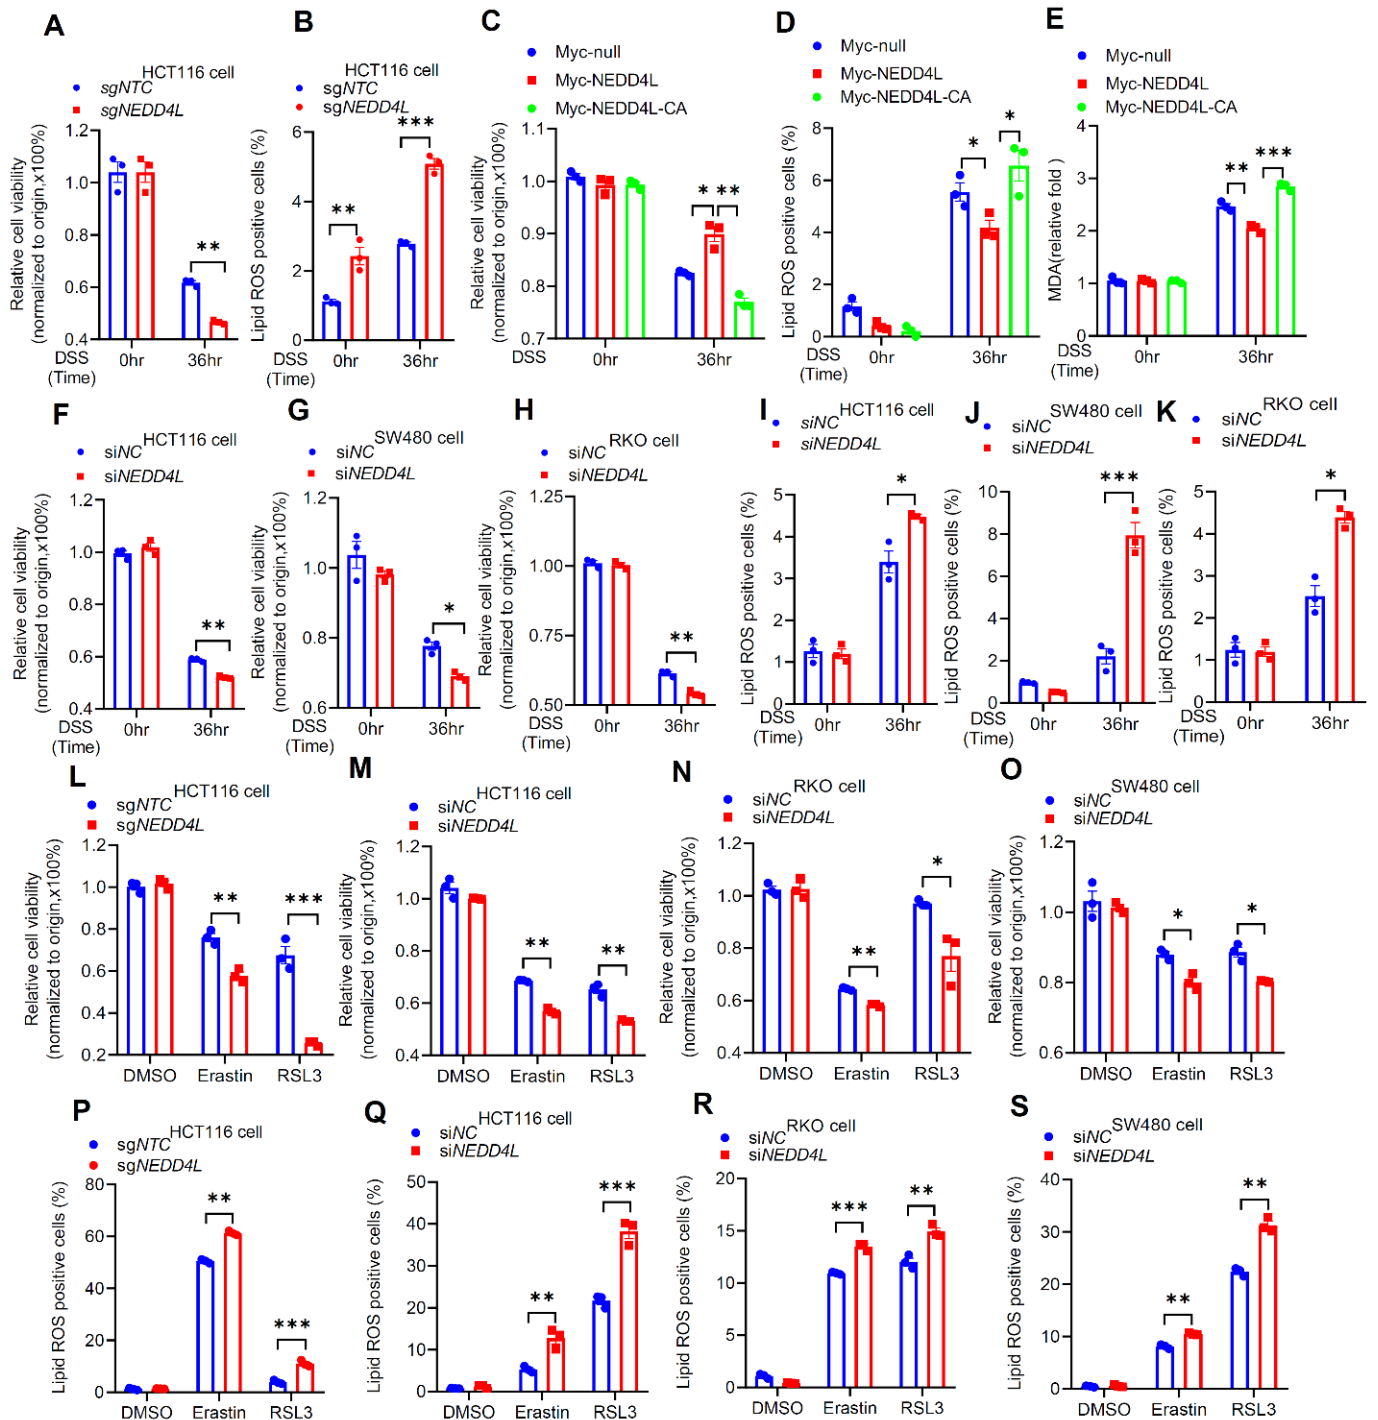 A
HCT116 cell
sgNTC
sgNEDD4L
Relative cell viability
(normalized to origin,x100%)
1.2
1.0
0.8
0.6
0.4
**
DSS
(Time)
0hr
36hr
B
HCT116 cell
sgNTC
sgNEDD4L
Lipid ROS positive cells (%)
6
4
2
0
**
***
DSS
(Time)
0hr
36hr
C
Myc-null
Myc-NEDD4L
Myc-NEDD4L-CA
Relative cell viability
(normalized to origin,x100%)
1.1
1.0
0.9
0.8
0.7
*
**
DSS
(Time)
0hr
36hr
D
Myc-null
Myc-NEDD4L
Myc-NEDD4L-CA
Lipid ROS positive cells (%)
8
6
4
2
0
*
*
DSS
(Time)
0hr
36hr
E
Myc-null
Myc-NEDD4L
Myc-NEDD4L-CA
MDA(relative fold )
4
3
2
1
0
**
***
DSS
(Time)
0hr
36hr
F
HCT116 cell
siNC
siNEDD4L
Relative cell viability
(normalized to origin,x100%)
1.2
1.0
0.8
0.6
0.4
**
DSS
(Time)
0hr
36hr
G
SW480 cell
siNC
siNEDD4L
Relative cell viability
(normalized to origin,x100%)
1.2
1.0
0.8
0.6
*
DSS
(Time)
0hr
36hr
H
RKO cell
siNC
siNEDD4L
Relative cell viability
(normalized to origin,x100%)
1.25
1.00
0.75
0.50
**
DSS
(Time)
0hr
36hr
I
HCT116 cell
siNC
siNEDD4L
Lipid ROS positive cells (%)
5
4
3
2
1
0
*
DSS
(Time)
0hr
36hr
J
SW480 cell
siNC
siNEDD4L
Lipid ROS positive cells (%)
10
8
6
4
2
0
***
DSS
(Time)
0hr
36hr
K
RKO cell
siNC
siNEDD4L
Lipid ROS positive cells (%)
5
4
3
2
1
0
*
DSS
(Time)
0hr
36hr
L
HCT116 cell
sgNTC
sgNEDD4L
Relative cell viability
(normalized to origin,x100%)
1.2
1.0
0.8
0.6
0.4
0.2
**
***
DMSO
Erastin
RSL3
M
HCT116 cell
siNC
siNEDD4L
Relative cell viability
(normalized to origin,x100%)
1.2
1.0
0.8
0.6
0.4
**
**
DMSO
Erastin
RSL3
N
RKO cell
siNC
siNEDD4L
Relative cell viability
(normalized to origin,x100%)
1.2
1.0
0.8
0.6
0.4
**
*
DMSO
Erastin
RSL3
O
SW480 cell
siNC
siNEDD4L
Relative cell viability
(normalized to origin,x100%)
1.2
1.0
0.8
0.6
*
*
DMSO
Erastin
RSL3
P
HCT116 cell
sgNTC
sgNEDD4L
Lipid ROS positive cells (%)
80
60
40
20
0
**
***
DMSO
Erastin
RSL3
Q
HCT116 cell
siNC
siNEDD4L
Lipid ROS positive cells (%)
50
40
30
20
10
0
**
***
DMSO
Erastin
RSL3
R
RKO cell
siNC
siNEDD4L
Lipid ROS positive cells (%)
20
15
10
5
0
***
**
DMSO
Erastin
RSL3
S
SW480 cell
siNC
siNEDD4L
Lipid ROS positive cells (%)
40
30
20
10
0
**
**
DMSO
Erastin
RSL3